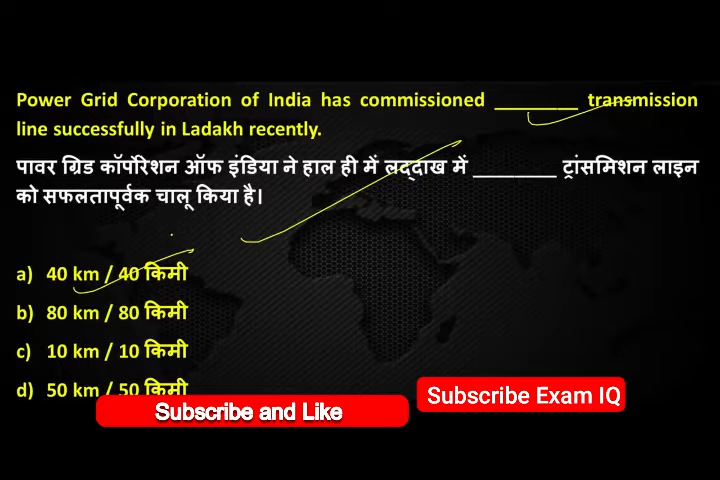 Power Grid Corporation of India has commissioned ________ transmission
line successfully in Ladakh recently.
पावर ग्रिड कॉर्पोरेशन ऑफ इंडिया ने हाल ही में लद्दाख में ________ ट्रांसमिशन लाइन
को सफलतापूर्वक चालू किया है।
a) 40 km / 40 किमी
b) 80 km / 80 किमी
c) 10 km / 10 किमी
d) 50 km / 50 किमी
Subscribe Exam IQ
Subscribe and Like